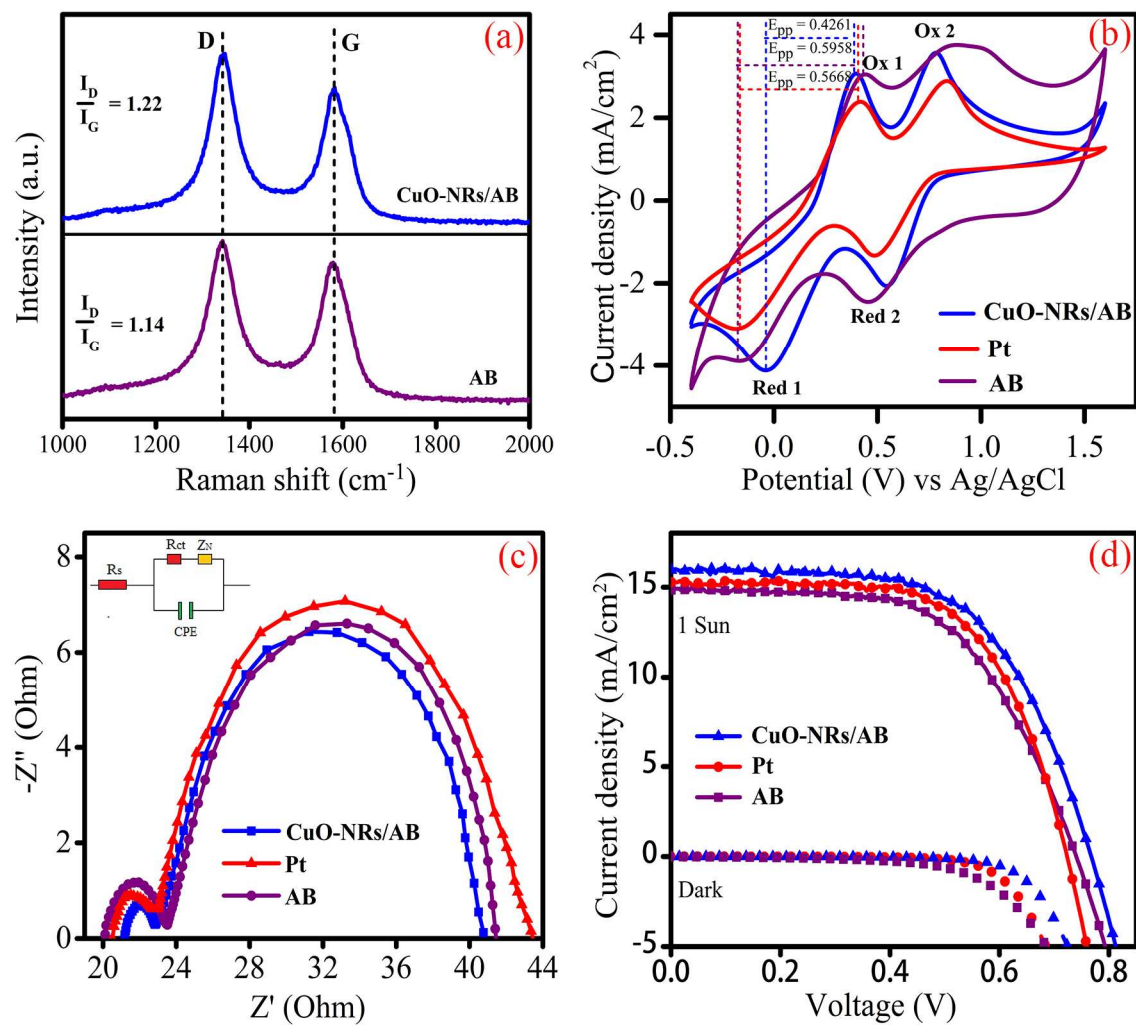 (a)
D
G
I_D
I_G = 1.22
CuO-NRs/AB
I_D
I_G = 1.14
AB
Intensity (a.u.)
1000 1200 1400 1600 1800 2000
Raman shift (cm⁻¹)
(b)
E_pp = 0.4261
E_pp = 0.5958
E_pp = 0.5668
Ox 1
Ox 2
Red 1
Red 2
CuO-NRs/AB
Pt
AB
4
2
0
-2
-4
Current density (mA/cm²)
-0.5 0.0 0.5 1.0 1.5
Potential (V) vs Ag/AgCl
(c)
Rs
Rct
ZN
CPE
CuO-NRs/AB
Pt
AB
8
6
4
2
0
-Z" (Ohm)
20 24 28 32 36 40 44
Z' (Ohm)
(d)
1 Sun
CuO-NRs/AB
Pt
AB
Dark
15
10
5
0
-5
Current density (mA/cm²)
0.0 0.2 0.4 0.6 0.8
Voltage (V)